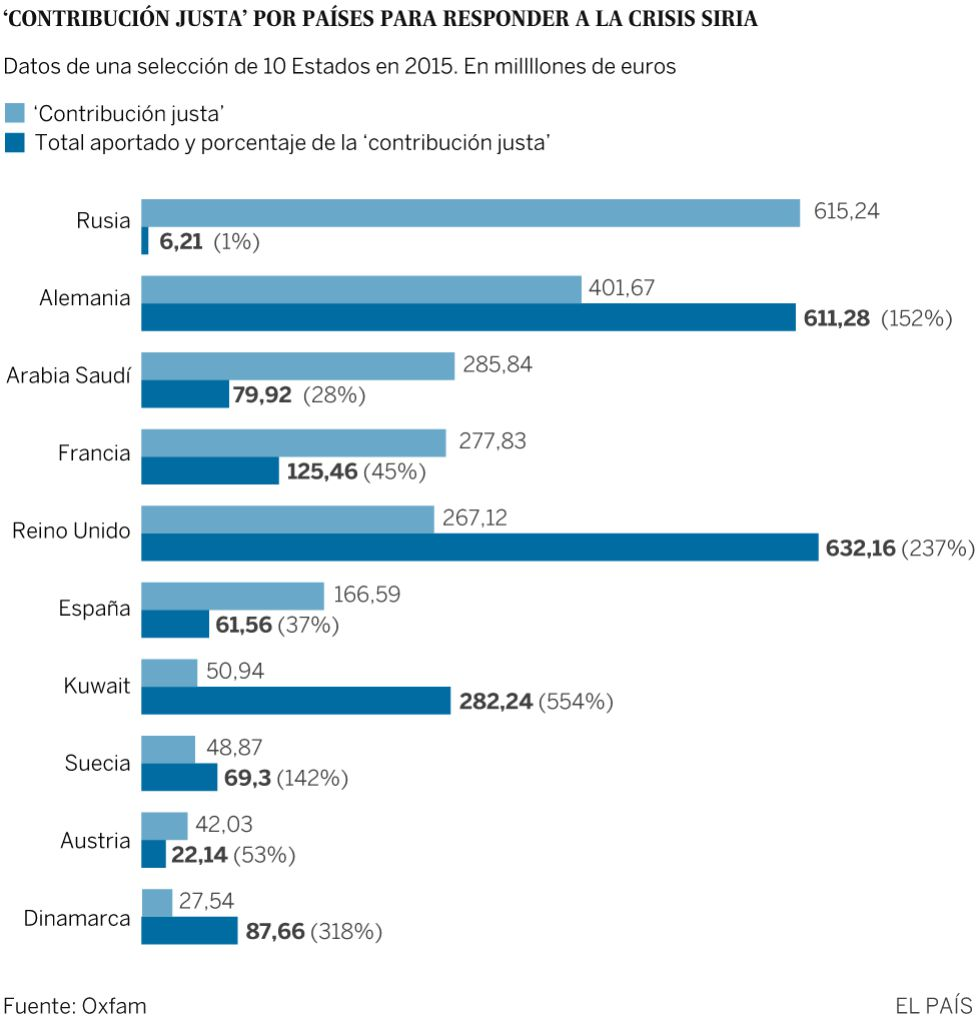 ‘CONTRIBUCIÓN JUSTA’ POR PAÍSES PARA RESPONDER A LA CRISIS SIRIA
Datos de una selección de 10 Estados en 2015. En milllones de euros
‘Contribución justa’
Total aportado y porcentaje de la ‘contribución justa’
Rusia
615,24
6,21 (1%)
Alemania
401,67
611,28 (152%)
Arabia Saudí
285,84
79,92 (28%)
Francia
277,83
125,46 (45%)
Reino Unido
267,12
632,16 (237%)
España
166,59
61,56 (37%)
Kuwait
50,94
282,24 (554%)
Suecia
48,87
69,3 (142%)
Austria
42,03
22,14 (53%)
Dinamarca
27,54
87,66 (318%)
Fuente: Oxfam
EL PAÍS